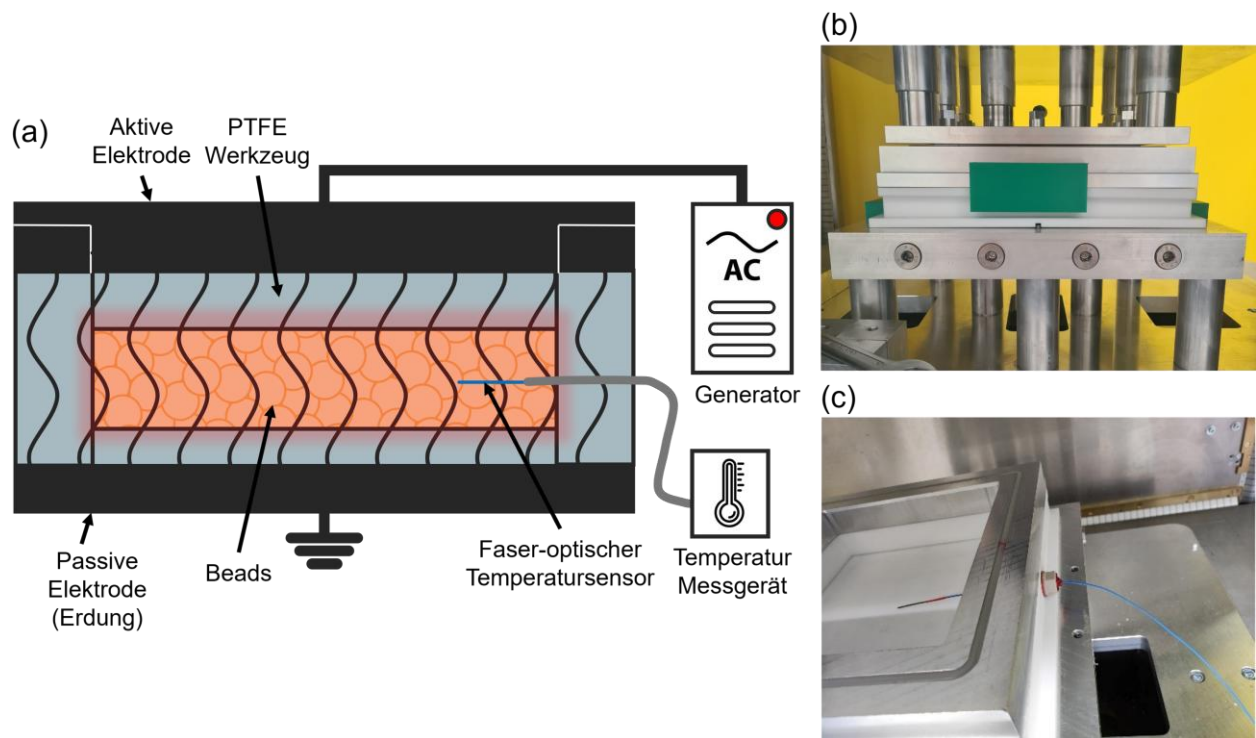 (a)
Aktive
Elektrode
PTFE
Werkzeug
AC
Generator
Passive
Elektrode
(Erdung)
Beads
Faser-optischer
Temperatursensor
Temperatur
Messgerät
(b)
(c)